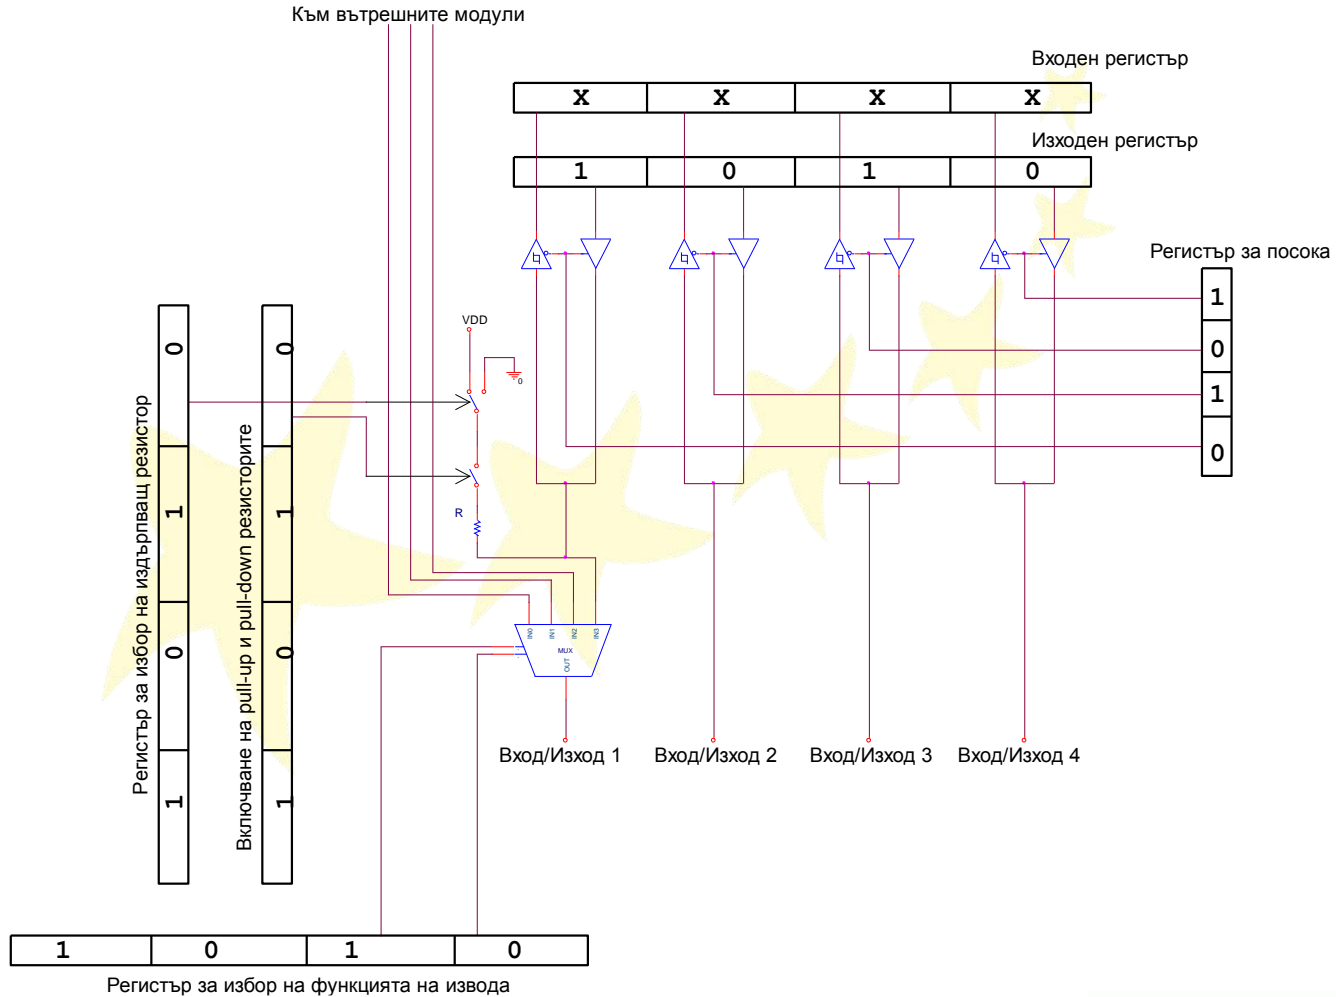 Към вътрешните модули
Входен регистър
X X X X
Изходен регистър
1 0 1 0
Регистър за посока
1
0
1
0
VDD
0
R
Регистър за избор на издърпващ резистор
0 1 0 1
Включване на pull-up и pull-down резисторите
0 1 0 1
IN0 IN1 IN2 IN3
MUX
OUT
Вход/Изход 1 Вход/Изход 2 Вход/Изход 3 Вход/Изход 4
1 0 1 0
Регистър за избор на функцията на извода